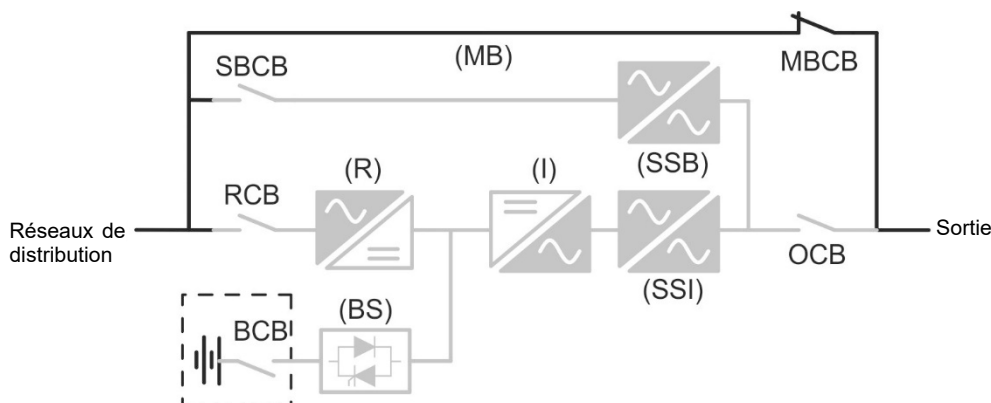 (MB)
MBCB
SBCB
(SSB)
(R)
(I)
RCB
Réseaux de
distribution
Sortie
OCB
(SSI)
(BS)
BCB